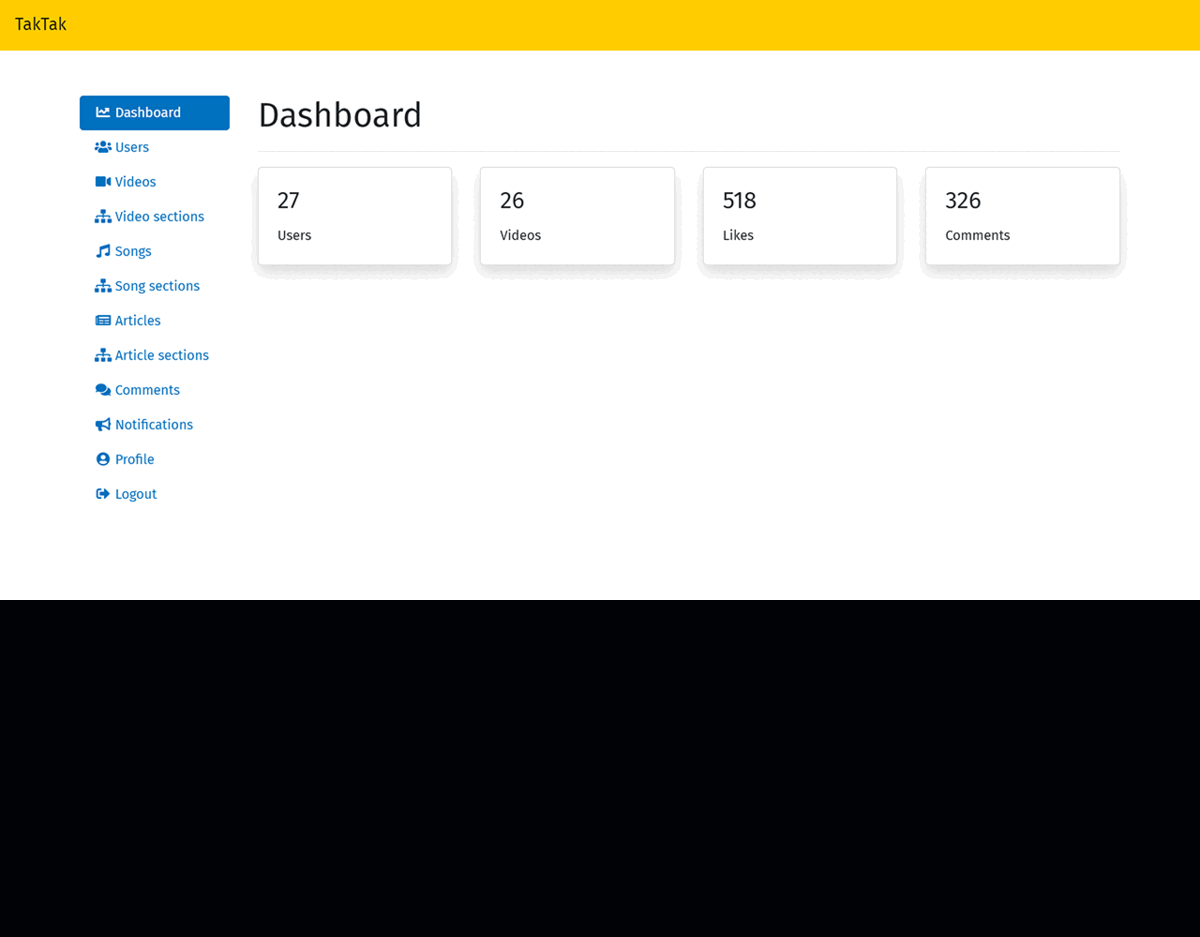 TakTak
Dashboard
Users
Videos
Video sections
Songs
Song sections
Articles
Article sections
Comments
Notifications
Profile
Logout
Dashboard
27
Users
26
Videos
518
Likes
326
Comments